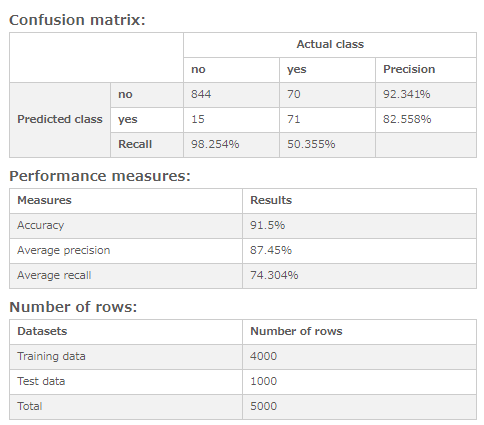 Confusion matrix:
Actual class
no yes Precision
Predicted class no 844 70 92.341%
yes 15 71 82.558%
Recall 98.254% 50.355%
Performance measures:
Measures Results
Accuracy 91.5%
Average precision 87.45%
Average recall 74.304%
Number of rows:
Datasets Number of rows
Training data 4000
Test data 1000
Total 5000